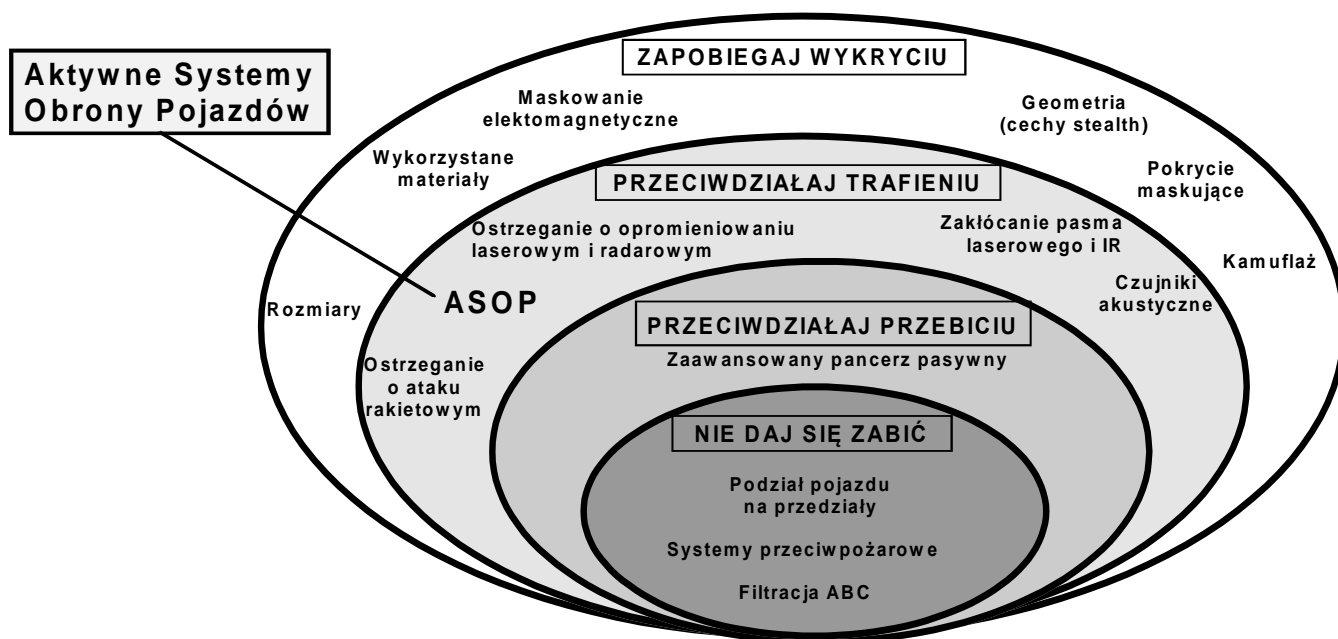 Aktywne Systemy
Obrony Pojazdów
ZAPOBIEGAJ WYKRYCIU
Maskowanie
elektomagnetyczne
Geometria
(cechy stealth)
Wykorzystane
materiały
Pokrycie
maskujące
Kamuflaż
Rozmiary
PRZECIWDZIAŁAJ TRAFIENIU
Ostrzeganie o opromieniowaniu
laserowym i radarowym
Zakłócanie pasma
laserowego i IR
Czujniki
akustyczne
ASOP
Ostrzeganie
o ataku
rakietowym
PRZECIWDZIAŁAJ PRZEBICIU
Zaawansowany pancerz pasywny
NIE DAJ SIĘ ZABIĆ
Podział pojazdu
na przedziały
Systemy przeciwpożarowe
Filtracja ABC